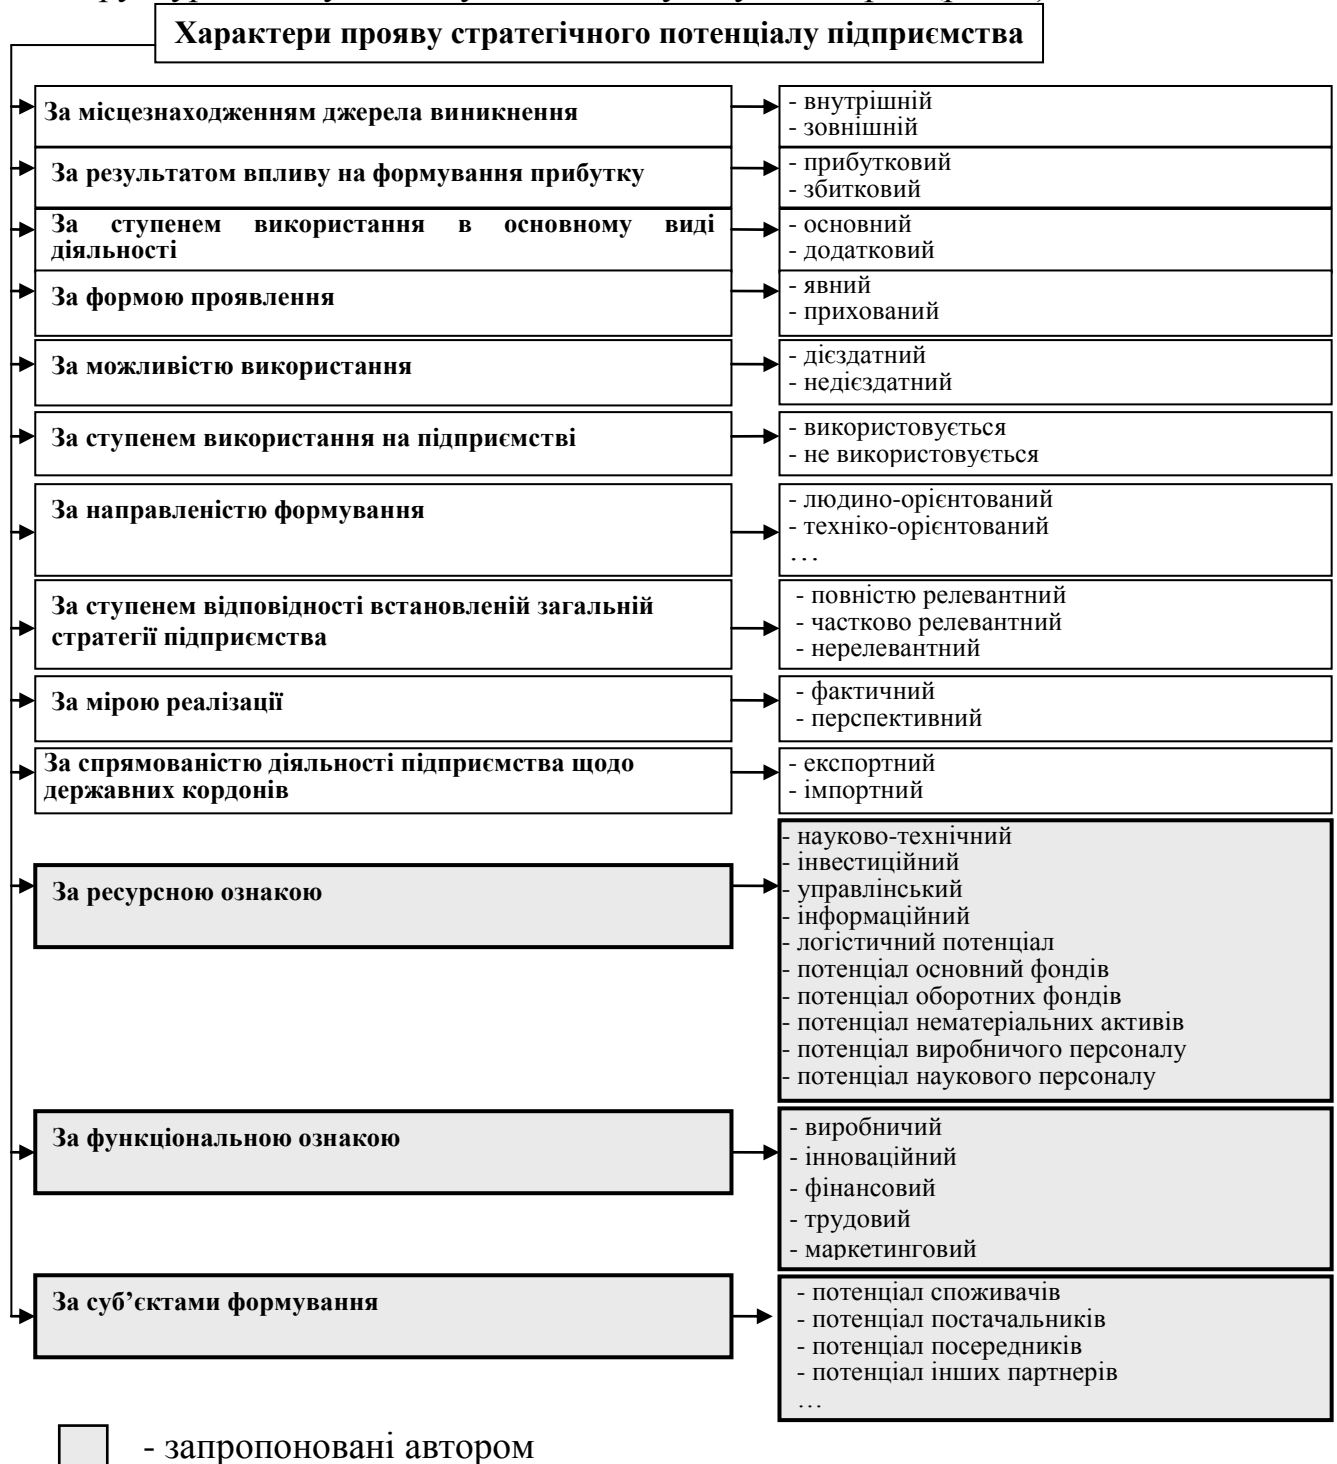 Характери прояву стратегічного потенціалу підприємства
За місцезнаходженням джерела виникнення
- внутрішній
- зовнішній
За результатом впливу на формування прибутку
- прибутковий
- збитковий
За ступенем використання в основному виді
діяльності
- основний
- додатковий
За формою проявлення
- явний
- прихований
За можливістю використання
- дієздатний
- недієздатний
За ступенем використання на підприємстві
- використовується
- не використовується
За направленістю формування
- людино-орієнтований
- техніко-орієнтований
…
За ступенем відповідності встановленій загальній
стратегії підприємства
- повністю релевантний
- частково релевантний
- нерелевантний
За мірою реалізації
- фактичний
- перспективний
За спрямованістю діяльності підприємства щодо
державних кордонів
- експортний
- імпортний
За ресурсною ознакою
- науково-технічний
- інвестиційний
- управлінський
- інформаційний
- логістичний потенціал
- потенціал основний фондів
- потенціал оборотних фондів
- потенціал нематеріальних активів
- потенціал виробничого персоналу
- потенціал наукового персоналу
За функціональною ознакою
- виробничий
- інноваційний
- фінансовий
- трудовий
- маркетинговий
За суб’єктами формування
- потенціал споживачів
- потенціал постачальників
- потенціал посередників
- потенціал інших партнерів
…
- запропоновані автором